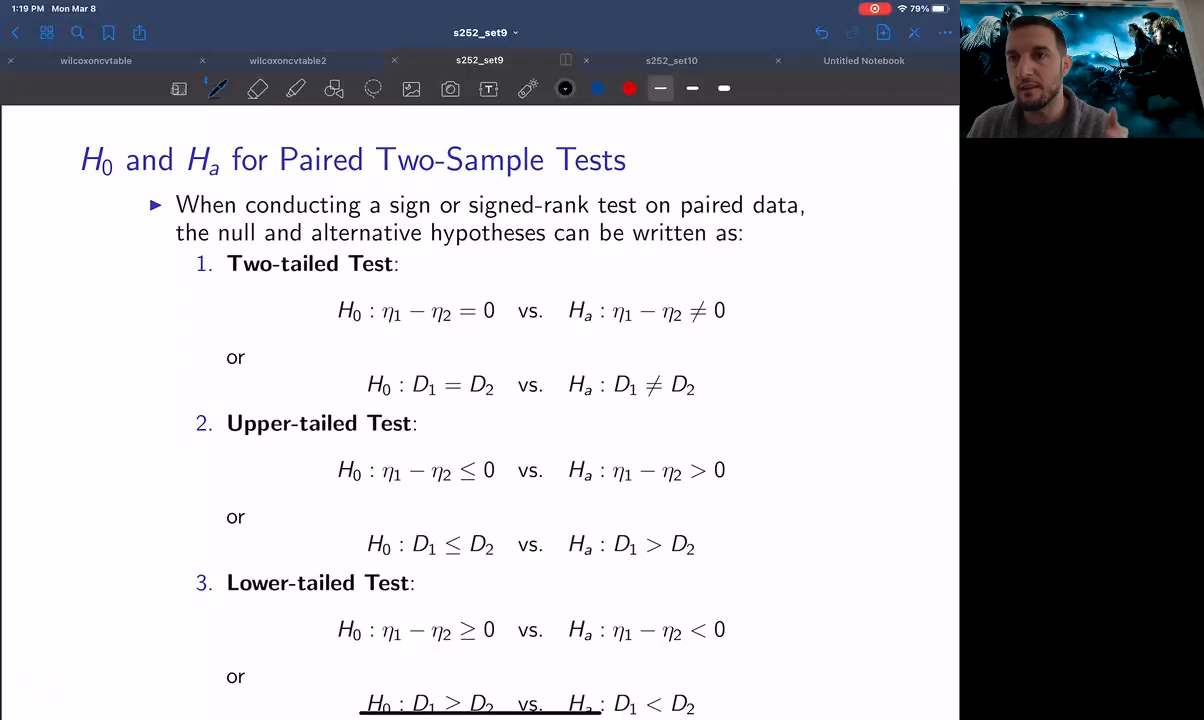 1:19 PM Mon Mar 8
79%
s252_set9
wilcoxoncvtable
wilcoxoncvtable2
s252_set9
s252_set10
Untitled Notebook
H₀ and Hₐ for Paired Two-Sample Tests
▶ When conducting a sign or signed-rank test on paired data,
the null and alternative hypotheses can be written as:
1. Two-tailed Test:
H₀ : η₁ − η₂ = 0 vs. Hₐ : η₁ − η₂ ≠ 0
or
H₀ : D₁ = D₂ vs. Hₐ : D₁ ≠ D₂
2. Upper-tailed Test:
H₀ : η₁ − η₂ ≤ 0 vs. Hₐ : η₁ − η₂ > 0
or
H₀ : D₁ ≤ D₂ vs. Hₐ : D₁ > D₂
3. Lower-tailed Test:
H₀ : η₁ − η₂ ≥ 0 vs. Hₐ : η₁ − η₂ < 0
or
H₀ : D₁ ≥ D₂ vs. Hₐ : D₁ < D₂